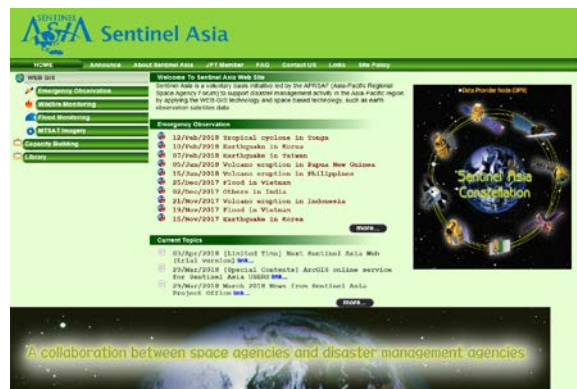 SENTINEL
ASIA
Sentinel Asia
HOME Announce About Sentinel Asia JPT Member FAQ Contact US Links Site Policy
WEB GIS
Emergency Observation
Wildfire Monitoring
Flood Monitoring
MTSAT Imagery
Capacity Building
Library
Welcome To Sentinel Asia Web Site
Sentinel Asia is a voluntary basis initiative led by the APRSAF (Asia-Pacific Regional
Space Agency Forum) to support disaster management activity in the Asia-Pacific region
by applying the WEB-GIS technology and space based technology, such as earth
observation satellites data.
Emergency Observation
12/Feb/2018 Tropical cyclone in Tonga
10/Feb/2018 Earthquake in Korea
07/Feb/2018 Earthquake in Taiwan
05/Jan/2018 Volcano eruption in Papua New Guinea
15/Jan/2018 Volcano eruption in Philippines
25/Dec/2017 Flood in Vietnam
02/Dec/2017 Others in India
21/Nov/2017 Volcano eruption in Indonesia
19/Nov/2017 Flood in Vietnam
15/Nov/2017 Earthquake in Korea
more...
Current Topics
03/Apr/2018 [Limited Time] Next Sentinel Asia Web
(trial version) link...
29/Mar/2018 [Special Contents] ArcGIS online service
for Sentinel Asia USERS link...
29/Mar/2018 March 2018 News from Sentinel Asia
Project Office link...
more...
Data Provider Node (DPN)
Sentinel Asia
Constellation
A collaboration between space agencies and disaster management agencies